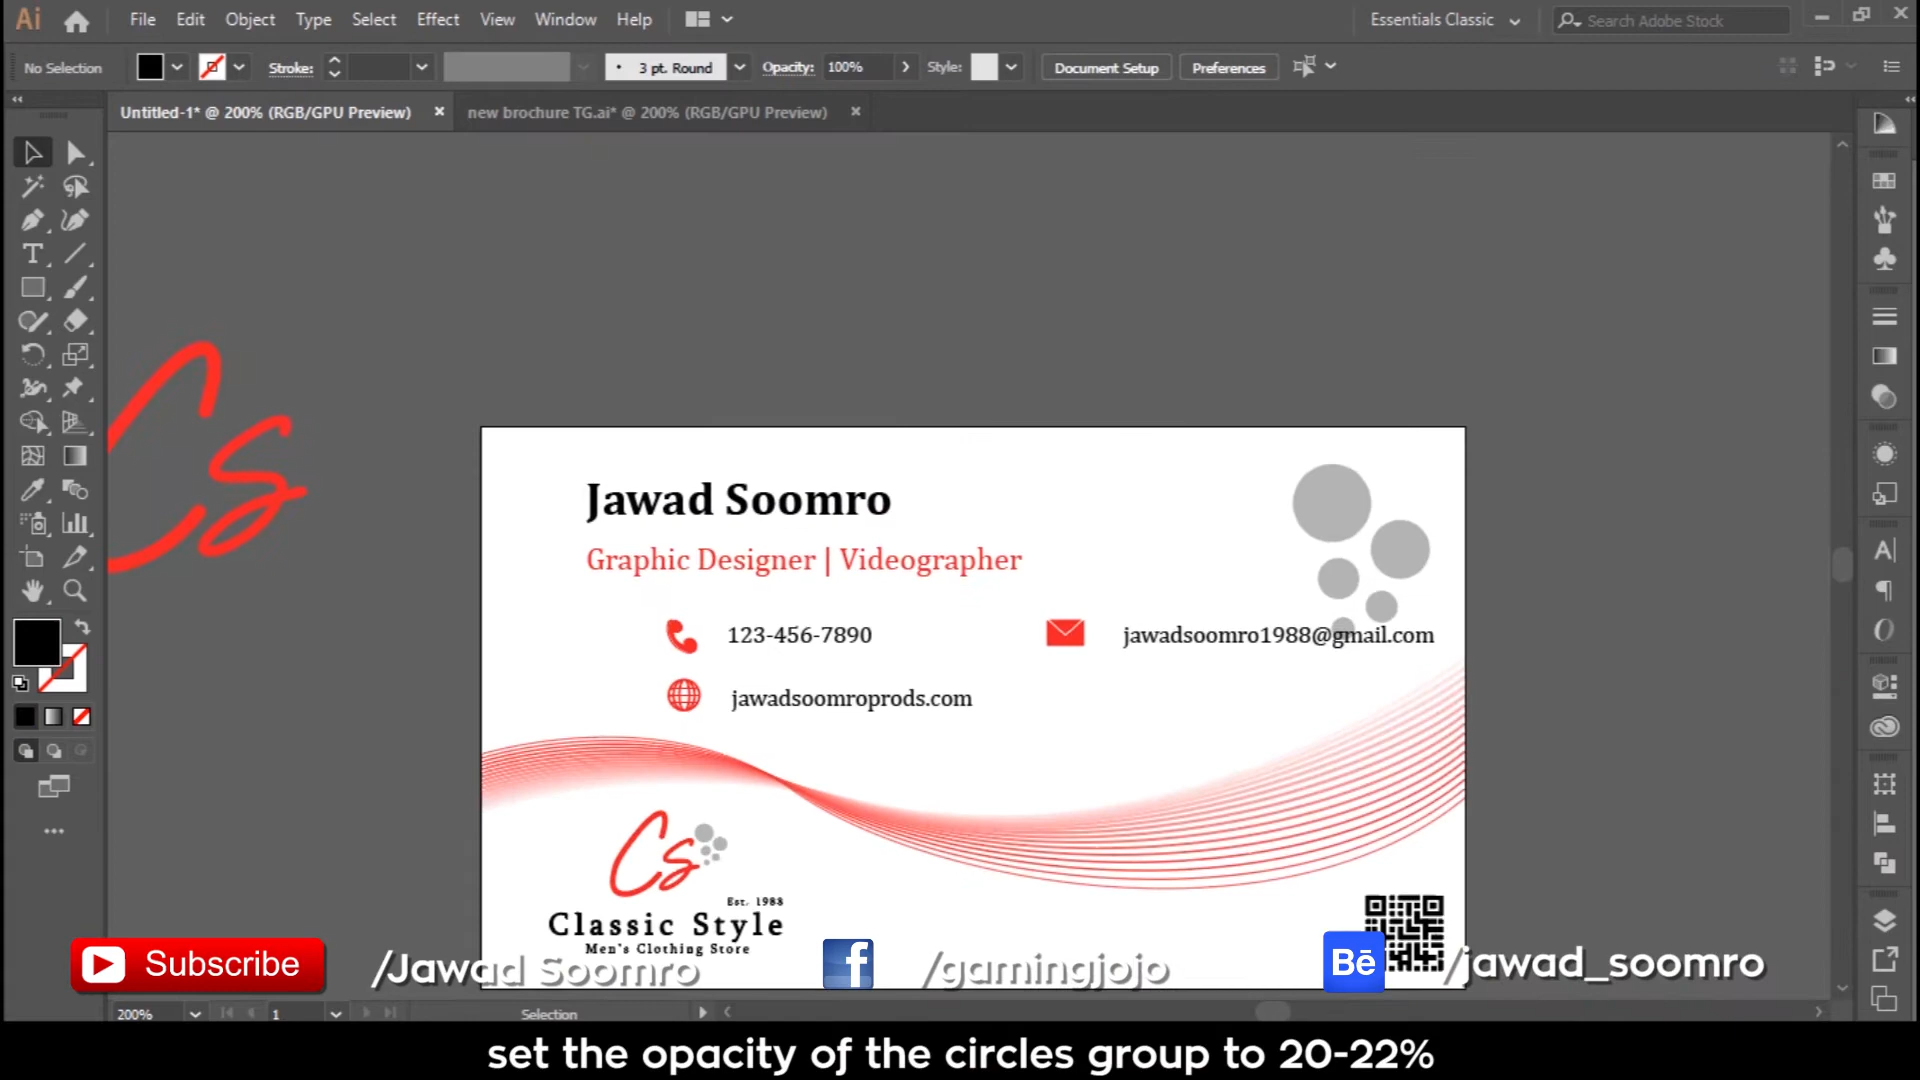 Ai File Edit Object Type Select Effect View Window Help Essentials Classic Search Adobe Stock
No Selection Stroke: 3 pt. Round Opacity: 100% Style: Document Setup Preferences
Untitled-1* @ 200% (RGB/GPU Preview) × new brochure TG.ai* @ 200% (RGB/GPU Preview) ×
Cs
Jawad Soomro
Graphic Designer | Videographer
123-456-7890 jawadsoomro1988@gmail.com
jawadsoomroprods.com
Cs
Est. 1988
Classic Style
Men's Clothing Store
Subscribe /Jawad Soomro f /gamingjojo Bē /jawad_soomro
200% 1 Selection
set the opacity of the circles group to 20-22%